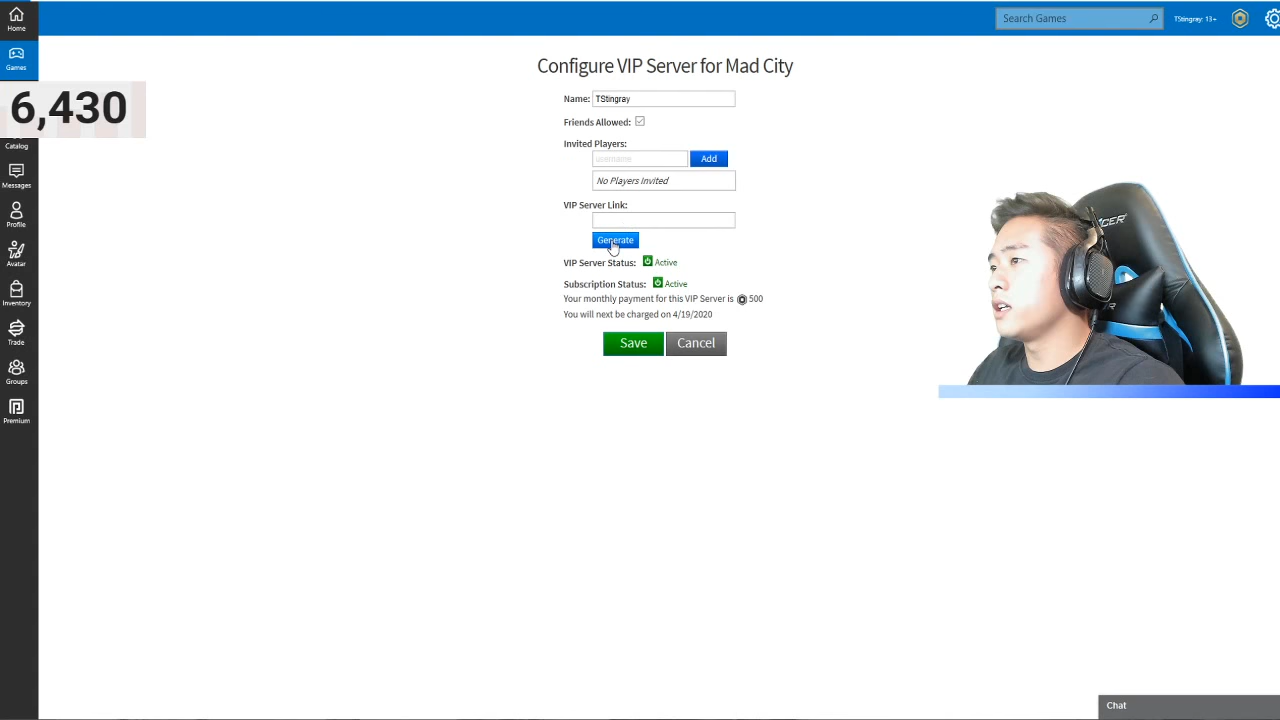 Home
Search Games
TStingray: 13+
Games
6,430
Catalog
Messages
Profile
Avatar
Inventory
Trade
Groups
Premium
Configure VIP Server for Mad City
Name: TStingray
Friends Allowed:
Invited Players:
username
Add
No Players Invited
VIP Server Link:
Generate
VIP Server Status: Active
Subscription Status: Active
Your monthly payment for this VIP Server is 500
You will next be charged on 4/19/2020
Save
Cancel
Chat